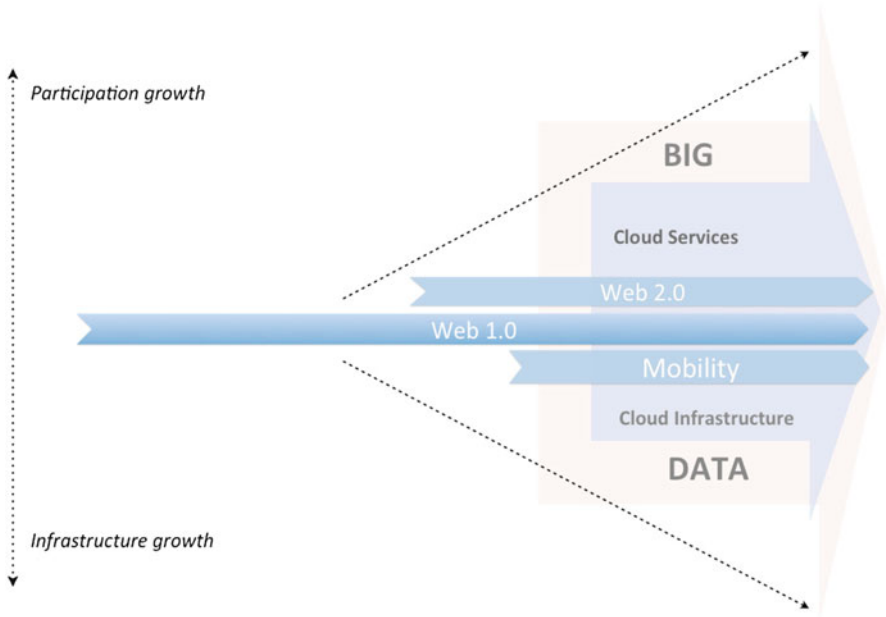 Participation growth
BIG
Cloud Services
Web 2.0
Web 1.0
Mobility
Cloud Infrastructure
DATA
Infrastructure growth